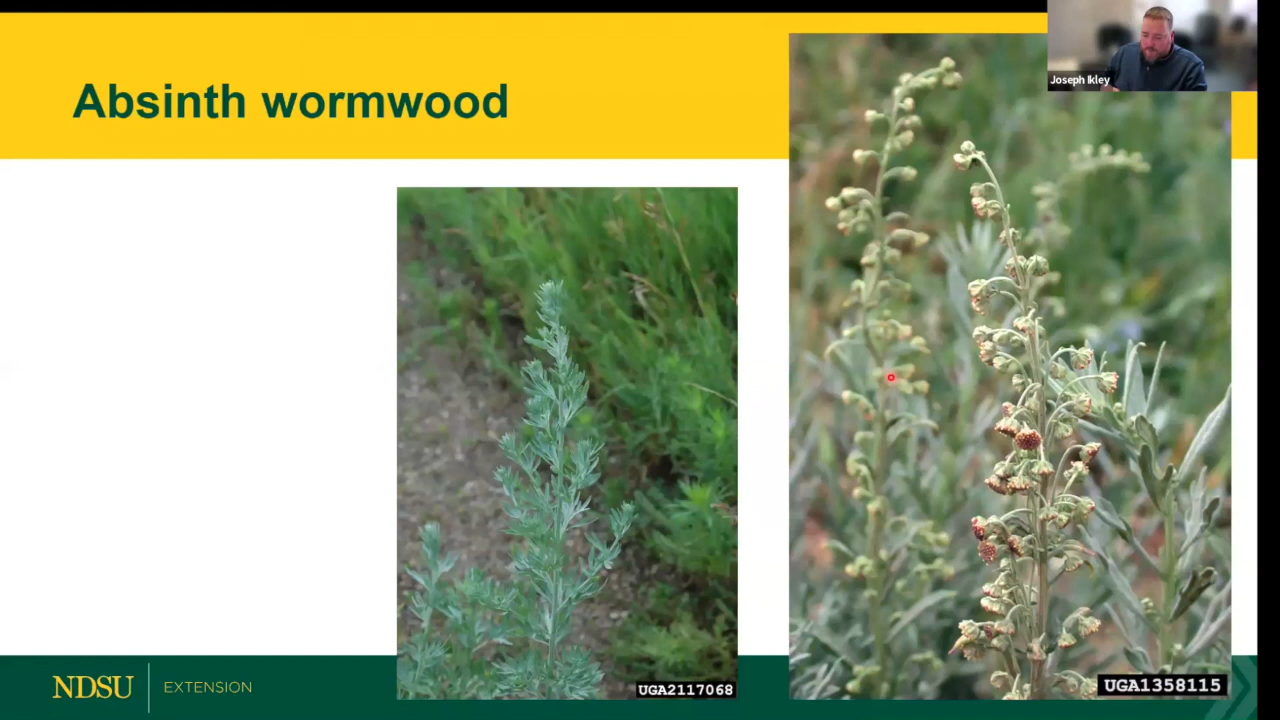 Absinth wormwood
Joseph Ikley
UGA2117068
UGA1358115
NDSU
EXTENSION